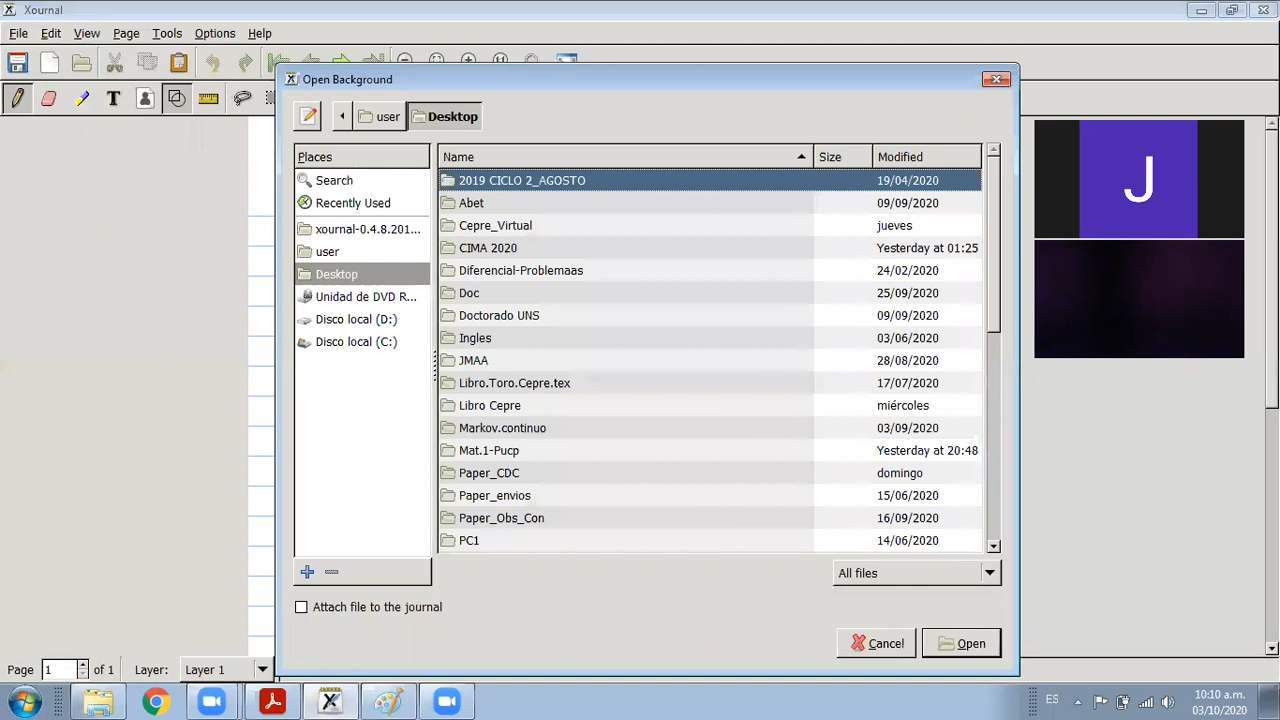 Xournal
File Edit View Page Tools Options Help
Open Background
user Desktop
Places
Search
Recently Used
xournal-0.4.8.201...
user
Desktop
Unidad de DVD R...
Disco local (D:)
Disco local (C:)
Name Size Modified
2019 CICLO 2_AGOSTO 19/04/2020
Abet 09/09/2020
Cepre_Virtual jueves
CIMA 2020 Yesterday at 01:25
Diferencial-Problemaas 24/02/2020
Doc 25/09/2020
Doctorado UNS 09/09/2020
Ingles 03/06/2020
JMAA 28/08/2020
Libro.Toro.Cepre.tex 17/07/2020
Libro Cepre miércoles
Markov.continuo 03/09/2020
Mat.1-Pucp Yesterday at 20:48
Paper_CDC domingo
Paper_envios 15/06/2020
Paper_Obs_Con 16/09/2020
PC1 14/06/2020
All files
Attach file to the journal
Cancel Open
J
Page 1 of 1 Layer: Layer 1
ES
10:10 a.m.
03/10/2020